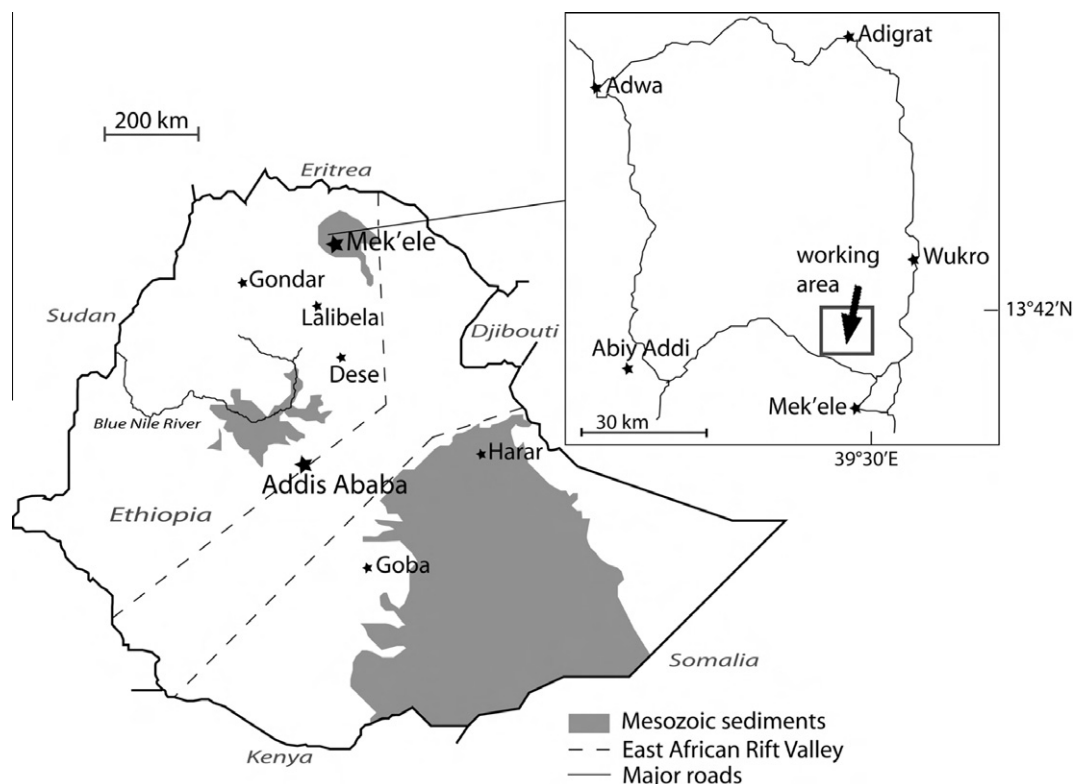 200 km
Eritrea
Mek'ele
Gondar
Lalibela
Sudan
Djibouti
Dese
Blue Nile River
Harar
Addis Ababa
Ethiopia
Goba
Somalia
Kenya
Mesozoic sediments
East African Rift Valley
Major roads
Adigrat
Adwa
working
area
Wukro
13°42'N
Abiy Addi
Mek'ele
30 km
39°30'E